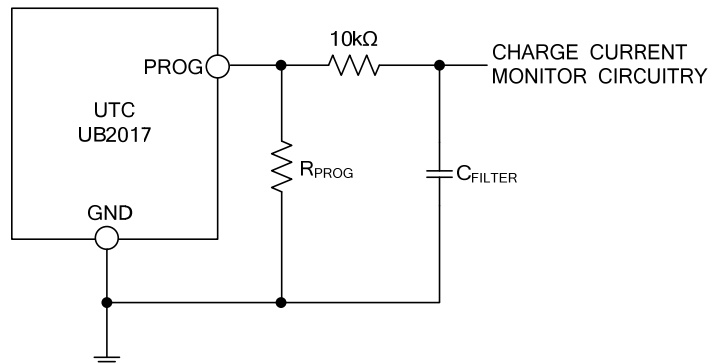 10kΩ
CHARGE CURRENT
MONITOR CIRCUITRY
PROG
UTC
UB2017
RPROG
CFILTER
GND